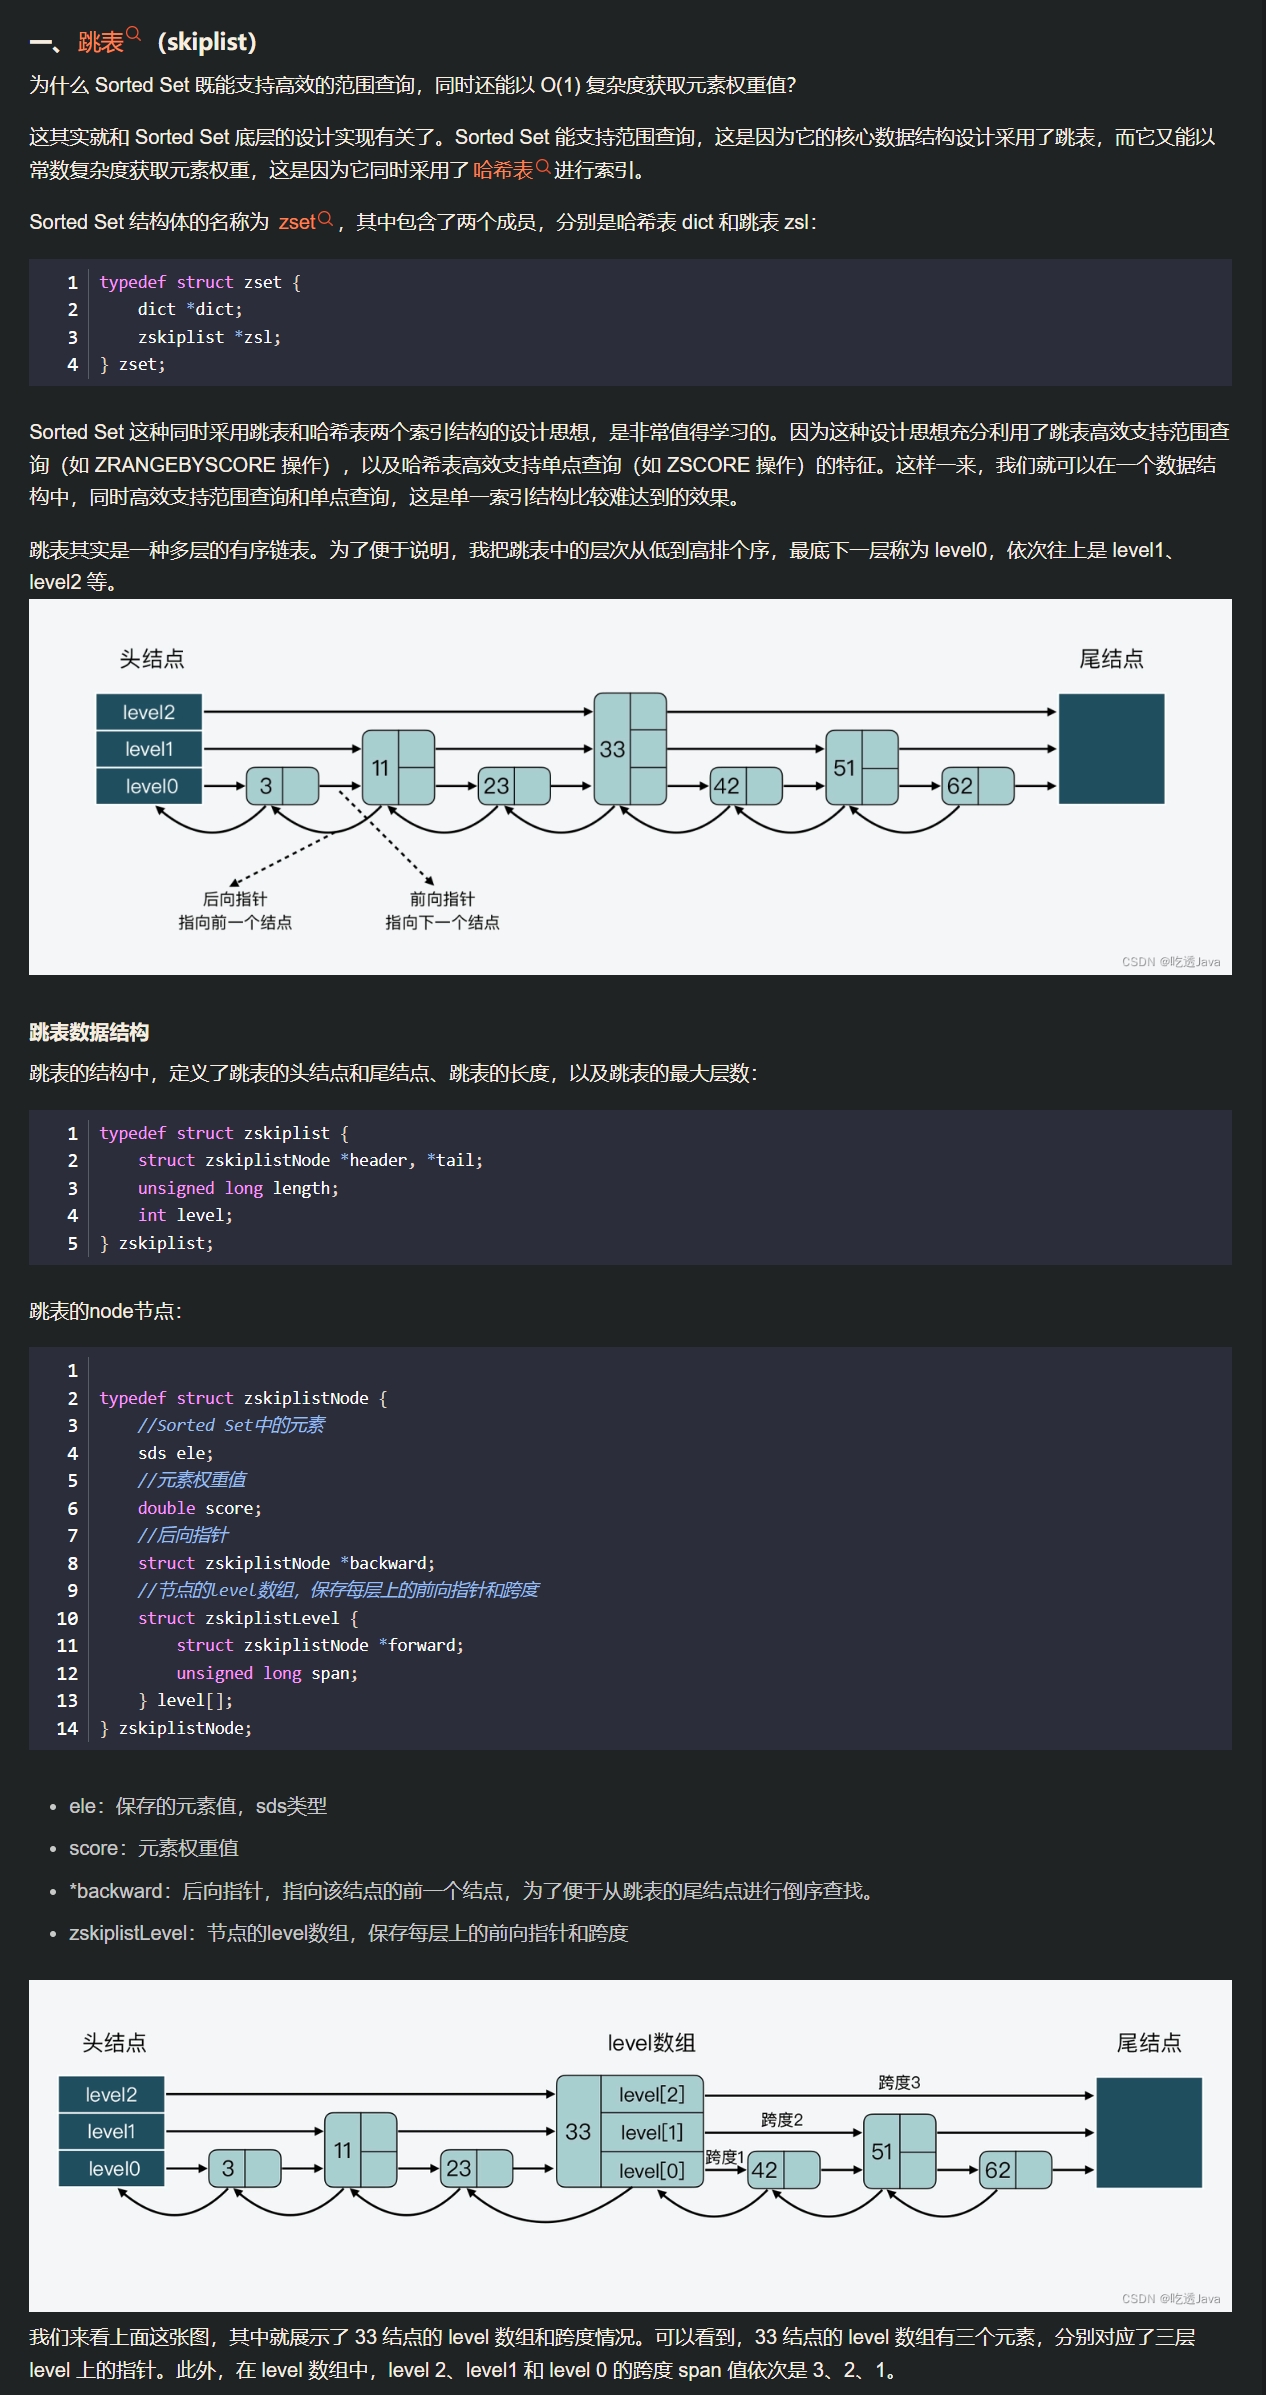 一、跳表（skiplist）
为什么 Sorted Set 既能支持高效的范围查询，同时还能以 O(1) 复杂度获取元素权重值？
这其实就和 Sorted Set 底层的设计实现有关了。Sorted Set 能支持范围查询，这是因为它的核心数据结构设计采用了跳表，而它又能以
常数复杂度获取元素权重，这是因为它同时采用了哈希表进行索引。
Sorted Set 结构体的名称为 zset，其中包含了两个成员，分别是哈希表 dict 和跳表 zsl：
1 typedef struct zset {
2     dict *dict;
3     zskiplist *zsl;
4 } zset;
Sorted Set 这种同时采用跳表和哈希表两个索引结构的设计思想，是非常值得学习的。因为这种设计思想充分利用了跳表高效支持范围查
询（如 ZRANGEBYSCORE 操作），以及哈希表高效支持单点查询（如 ZSCORE 操作）的特征。这样一来，我们就可以在一个数据结
构中，同时高效支持范围查询和单点查询，这是单一索引结构比较难达到的效果。
跳表其实是一种多层的有序链表。为了便于说明，我把跳表中的层次从低到高排个序，最底下一层称为 level0，依次往上是 level1、
level2 等。
头结点
尾结点
level2
level1
level0
3
11
23
33
42
51
62
后向指针
指向前一个结点
前向指针
指向下一个结点
CSDN @吃透Java
跳表数据结构
跳表的结构中，定义了跳表的头结点和尾结点、跳表的长度，以及跳表的最大层数：
1 typedef struct zskiplist {
2     struct zskiplistNode *header, *tail;
3     unsigned long length;
4     int level;
5 } zskiplist;
跳表的node节点：
1
2 typedef struct zskiplistNode {
3     //Sorted Set中的元素
4     sds ele;
5     //元素权重值
6     double score;
7     //后向指针
8     struct zskiplistNode *backward;
9     //节点的level数组，保存每层上的前向指针和跨度
10     struct zskiplistLevel {
11         struct zskiplistNode *forward;
12         unsigned long span;
13     } level[];
14 } zskiplistNode;
• ele：保存的元素值，sds类型
• score：元素权重值
• *backward：后向指针，指向该结点的前一个结点，为了便于从跳表的尾结点进行倒序查找。
• zskiplistLevel：节点的level数组，保存每层上的前向指针和跨度
头结点
level数组
尾结点
level2
level1
level0
3
11
23
33
level[2]
level[1]
level[0]
跨度3
跨度2
跨度1
42
51
62
CSDN @吃透Java
我们来看上面这张图，其中就展示了 33 结点的 level 数组和跨度情况。可以看到，33 结点的 level 数组有三个元素，分别对应了三层
level 上的指针。此外，在 level 数组中，level 2、level1 和 level 0 的跨度 span 值依次是 3、2、1。